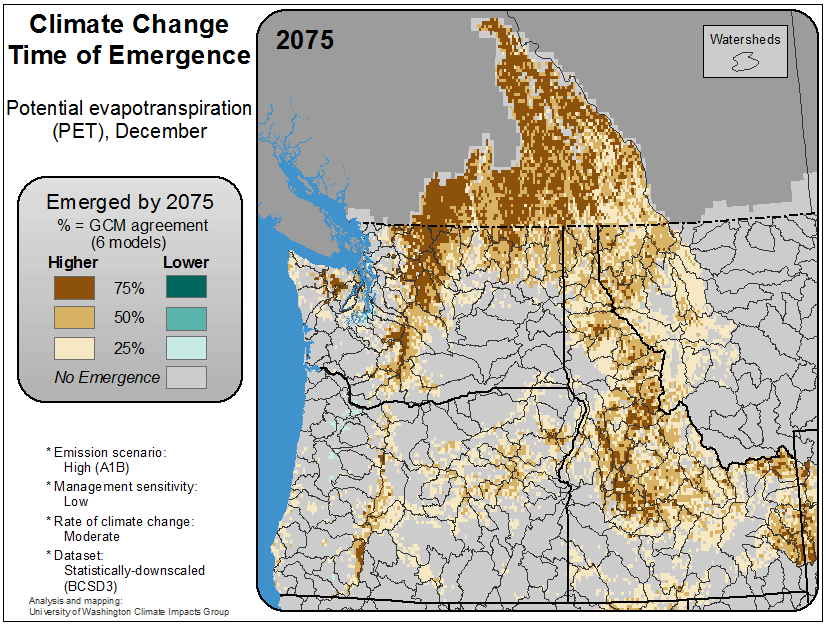 Climate Change
Time of Emergence
Potential evapotranspiration
(PET), December
Emerged by 2075
% = GCM agreement
(6 models)
Higher Lower
75%
50%
25%
No Emergence
* Emission scenario:
High (A1B)
* Management sensitivity:
Low
* Rate of climate change:
Moderate
* Dataset:
Statistically-downscaled
(BCSD3)
Analysis and mapping:
University of Washington Climate Impacts Group
2075
Watersheds